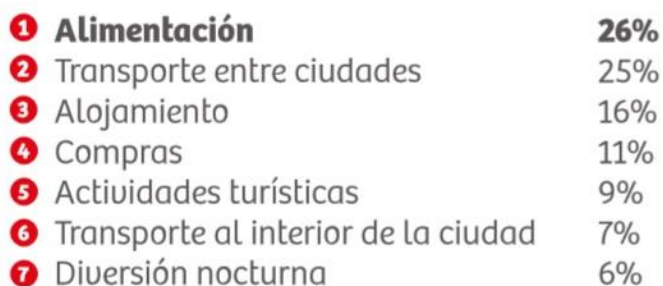 1 Alimentación 26%
2 Transporte entre ciudades 25%
3 Alojamiento 16%
4 Compras 11%
5 Actividades turísticas 9%
6 Transporte al interior de la ciudad 7%
7 Diversión nocturna 6%